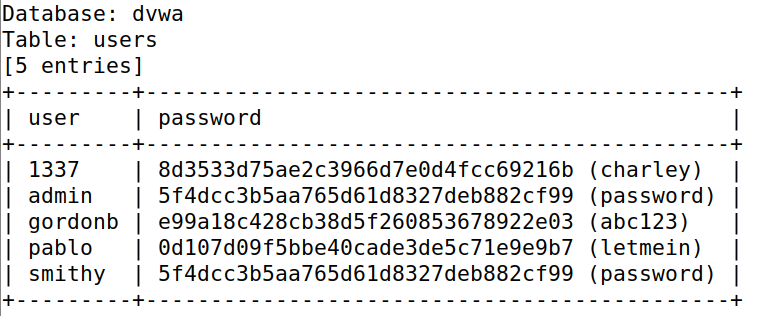 Database: dvwa
Table: users
[5 entries]
+---------+---------------------------------------------+
| user    | password                                    |
+---------+---------------------------------------------+
| 1337    | 8d3533d75ae2c3966d7e0d4fcc69216b (charley)  |
| admin   | 5f4dcc3b5aa765d61d8327deb882cf99 (password) |
| gordonb | e99a18c428cb38d5f260853678922e03 (abc123)   |
| pablo   | 0d107d09f5bbe40cade3de5c71e9e9b7 (letmein)  |
| smithy  | 5f4dcc3b5aa765d61d8327deb882cf99 (password) |
+---------+---------------------------------------------+